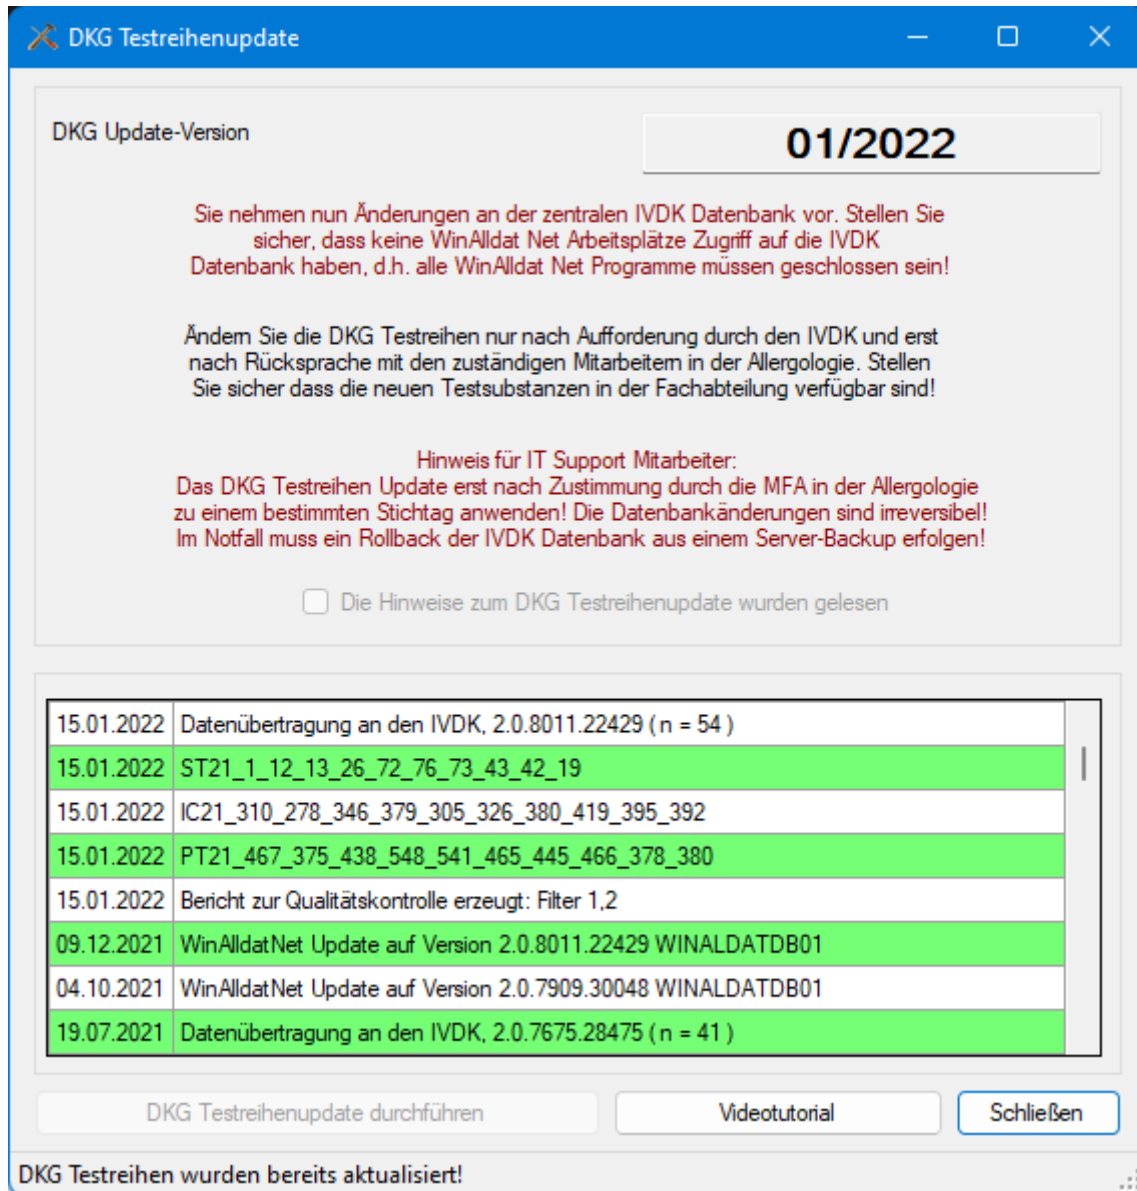 DKG Testreihenupdate
DKG Update-Version
01/2022
Sie nehmen nun Änderungen an der zentralen IVDK Datenbank vor. Stellen Sie
sicher, dass keine WinAlldat Net Arbeitsplätze Zugriff auf die IVDK
Datenbank haben, d.h. alle WinAlldat Net Programme müssen geschlossen sein!
Ändern Sie die DKG Testreihen nur nach Aufforderung durch den IVDK und erst
nach Rücksprache mit den zuständigen Mitarbeitern in der Allergologie. Stellen
Sie sicher dass die neuen Testsubstanzen in der Fachabteilung verfügbar sind!
Hinweis für IT Support Mitarbeiter:
Das DKG Testreihen Update erst nach Zustimmung durch die MFA in der Allergologie
zu einem bestimmten Stichtag anwenden! Die Datenbankänderungen sind irreversibel!
Im Notfall muss ein Rollback der IVDK Datenbank aus einem Server-Backup erfolgen!
Die Hinweise zum DKG Testreihenupdate wurden gelesen
15.01.2022 Datenübertragung an den IVDK, 2.0.8011.22429 ( n = 54 )
15.01.2022 ST21_1_12_13_26_72_76_73_43_42_19
15.01.2022 IC21_310_278_346_379_305_326_380_419_395_392
15.01.2022 PT21_467_375_438_548_541_465_445_466_378_380
15.01.2022 Bericht zur Qualitätskontrolle erzeugt: Filter 1,2
09.12.2021 WinAlldatNet Update auf Version 2.0.8011.22429 WINALDATDB01
04.10.2021 WinAlldatNet Update auf Version 2.0.7909.30048 WINALDATDB01
19.07.2021 Datenübertragung an den IVDK, 2.0.7675.28475 ( n = 41 )
DKG Testreihenupdate durchführen
Videotutorial
Schließen
DKG Testreihen wurden bereits aktualisiert!